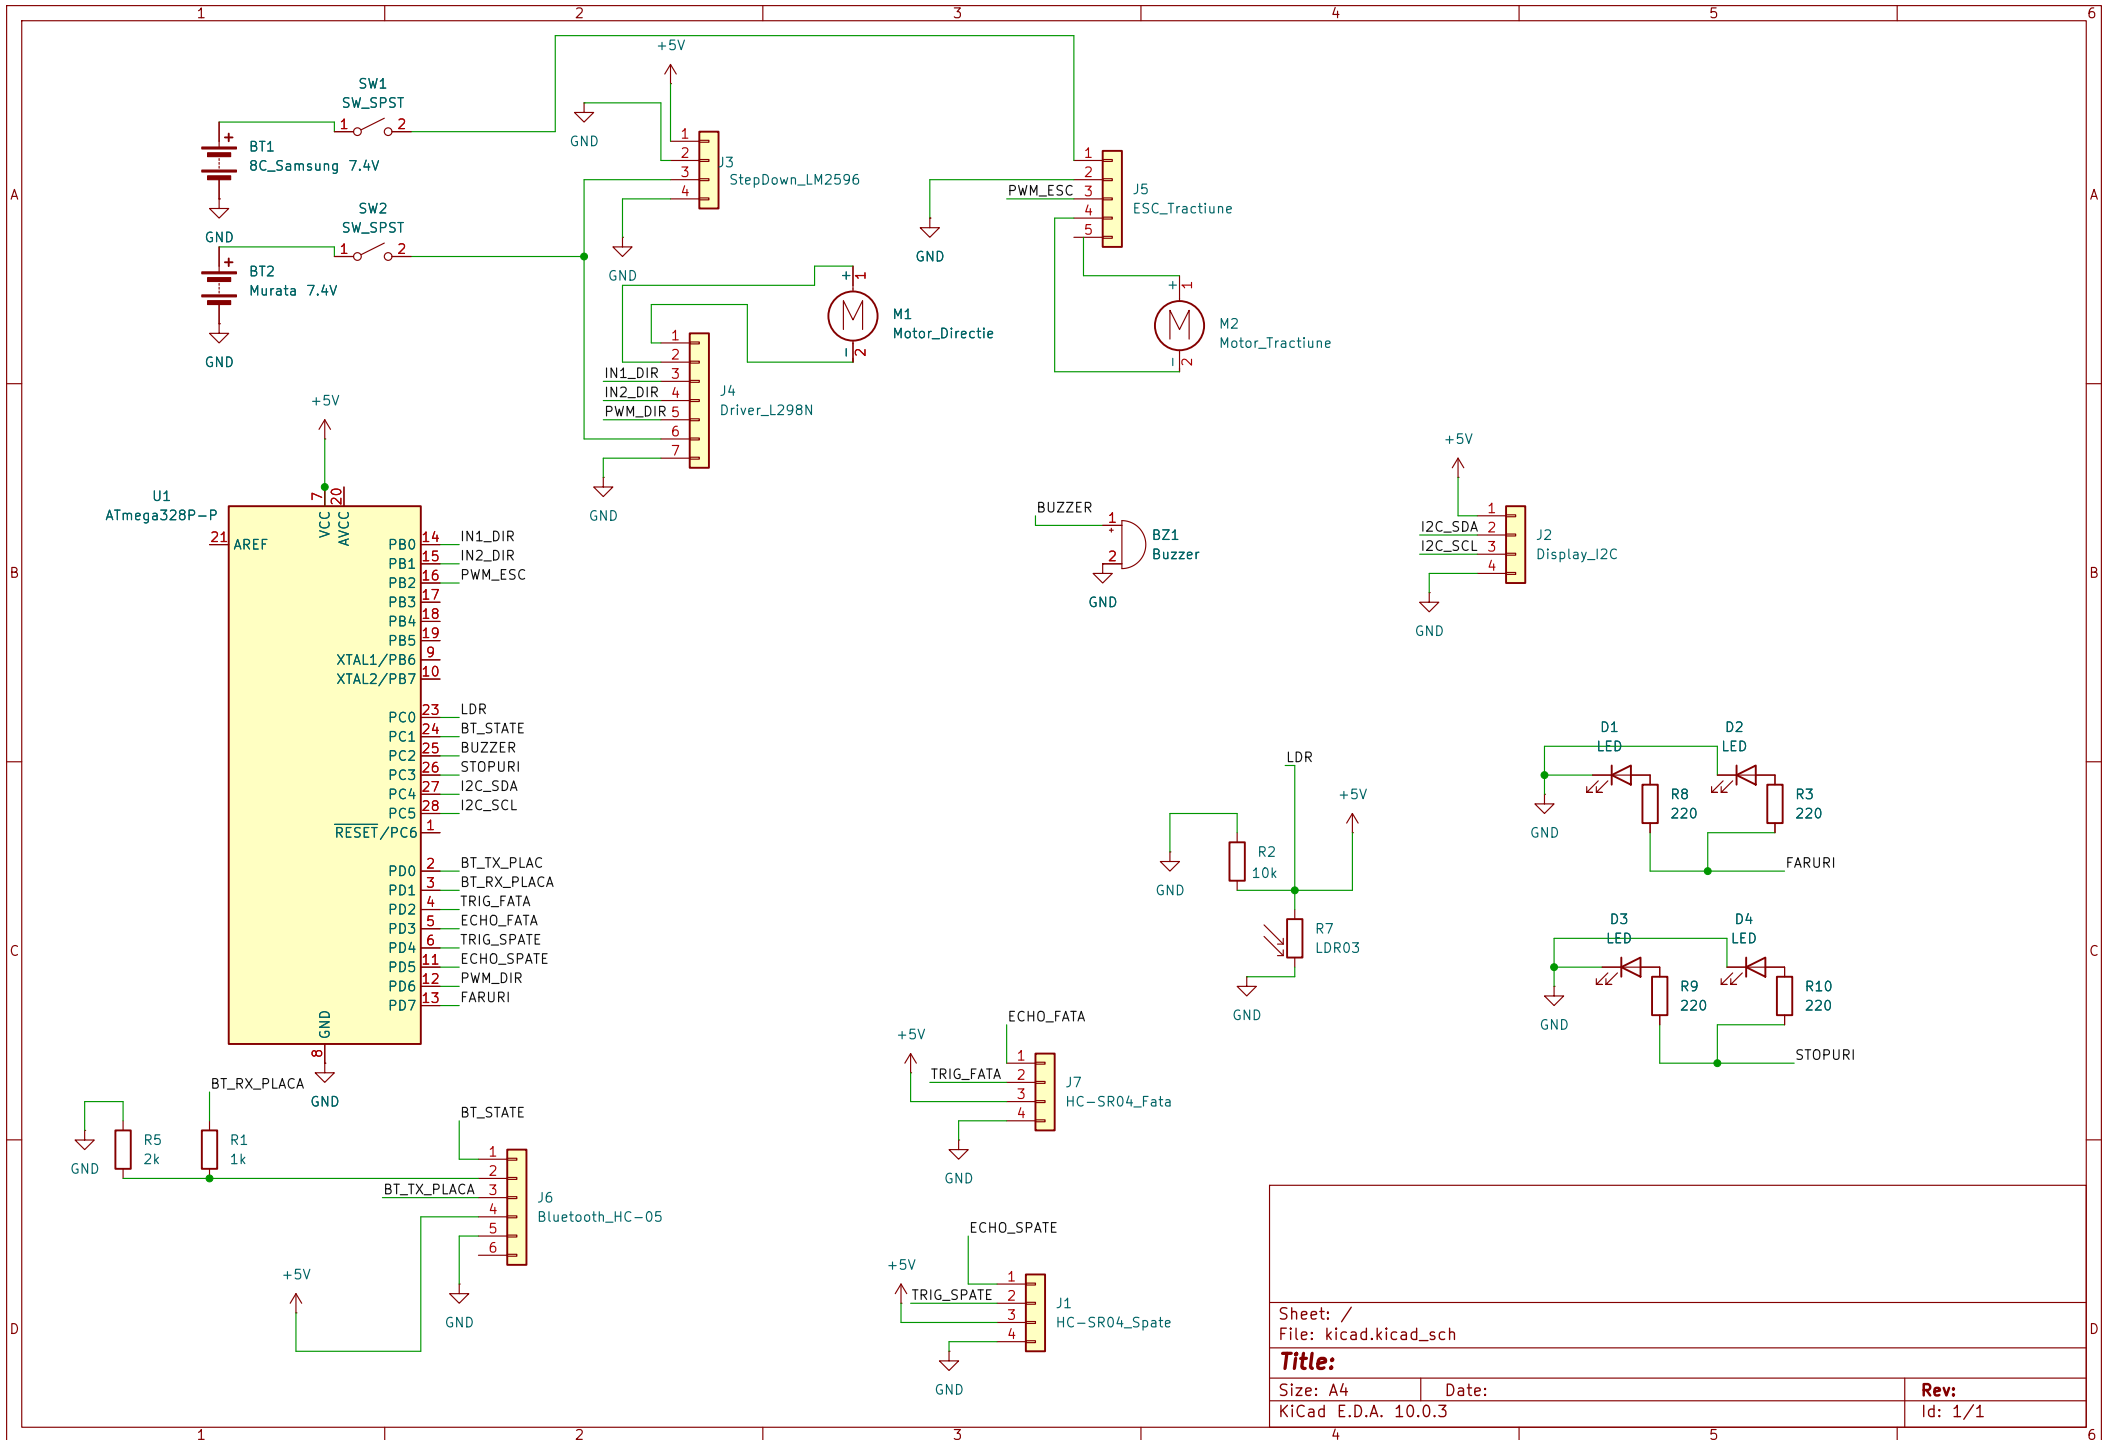 1 2 3 4 5 6
A
B
C
D
A
B
C
D
1 2 3 4 5 6
SW1
SW_SPST
1 2
+
BT1
8C_Samsung 7.4V
GND
SW2
SW_SPST
1 2
+
BT2
Murata 7.4V
GND
+5V
GND
1
2
3
4
J3
StepDown_LM2596
GND
+
1
M
M1
Motor_Directie
-
2
1
2
IN1_DIR 3
IN2_DIR 4
PWM_DIR 5
6
7
J4
Driver_L298N
GND
1
2
PWM_ESC 3
4
5
J5
ESC_Tractiune
GND
+
1
M
M2
Motor_Tractiune
-
2
+5V
U1
ATmega328P-P
7
20
VCC
AVCC
21 AREF
PB0 14 IN1_DIR
PB1 15 IN2_DIR
PB2 16 PWM_ESC
PB3 17
PB4 18
PB5 19
XTAL1/PB6 9
XTAL2/PB7 10
PC0 23 LDR
PC1 24 BT_STATE
PC2 25 BUZZER
PC3 26 STOPURI
PC4 27 I2C_SDA
PC5 28 I2C_SCL
RESET/PC6 1
PD0 2 BT_TX_PLAC
PD1 3 BT_RX_PLACA
PD2 4 TRIG_FATA
PD3 5 ECHO_FATA
PD4 6 TRIG_SPATE
PD5 11 ECHO_SPATE
PD6 12 PWM_DIR
PD7 13 FARURI
GND
8
GND
BUZZER
1
+
2
BZ1
Buzzer
GND
+5V
1
I2C_SDA 2
I2C_SCL 3
4
J2
Display_I2C
GND
D1
LED
D2
LED
R8
220
R3
220
GND
FARURI
D3
LED
D4
LED
R9
220
R10
220
GND
STOPURI
LDR
+5V
R2
10k
GND
R7
LDR03
GND
BT_RX_PLACA
R5
2k
R1
1k
GND
BT_STATE
1
2
BT_TX_PLACA 3
4
5
6
J6
Bluetooth_HC-05
+5V
GND
ECHO_FATA
+5V
1
TRIG_FATA 2
3
4
J7
HC-SR04_Fata
GND
ECHO_SPATE
+5V
1
TRIG_SPATE 2
3
4
J1
HC-SR04_Spate
GND
Sheet: /
File: kicad.kicad_sch
Title:
Size: A4 Date: Rev:
KiCad E.D.A. 10.0.3 Id: 1/1